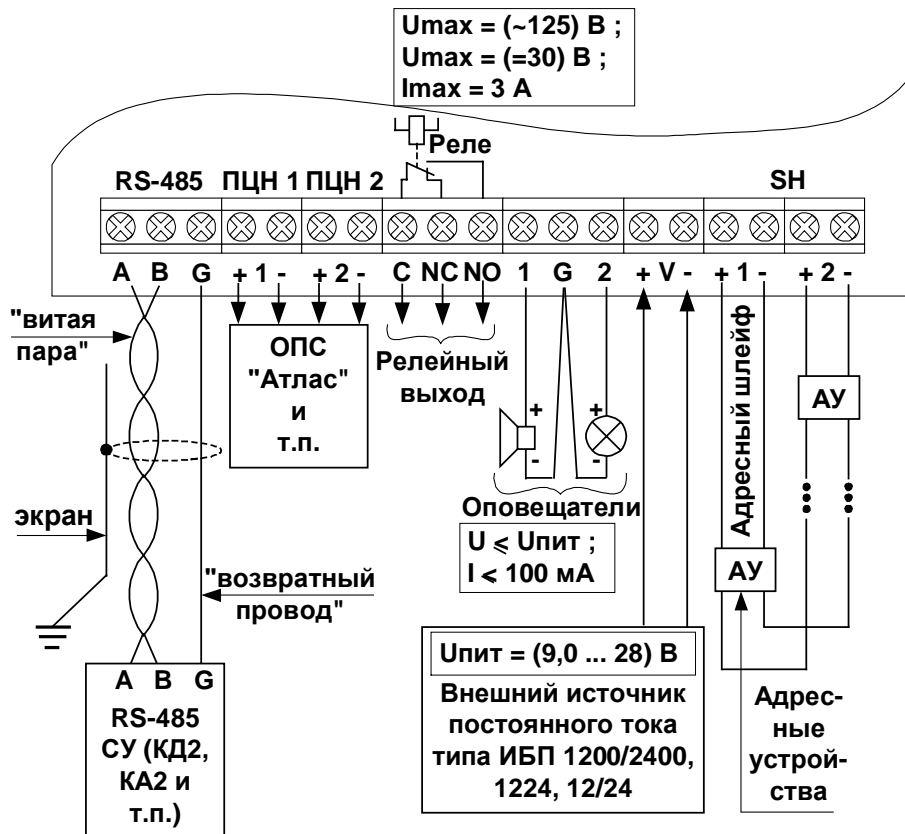 Umax = (~125) В ;
Umax = (=30) В ;
Imax = 3 А
Реле
RS-485 ПЦН 1 ПЦН 2 SH
A B G + 1 - + 2 - C NC NO 1 G 2 + V - + 1 - + 2 -
"витая
пара"
ОПС
"Атлас"
и
т.п.
Релейный
выход
+ +
- -
Оповещатели
U ⩽ Uпит ;
I ⩽ 100 мА
Адресный шлейф
АУ
АУ
экран
"возвратный
провод"
A B G
RS-485
СУ (КД2,
КА2 и
т.п.)
Uпит = (9,0 ... 28) В
Внешний источник
постоянного тока
типа ИБП 1200/2400,
1224, 12/24
Адрес-
ные
устрой-
ства